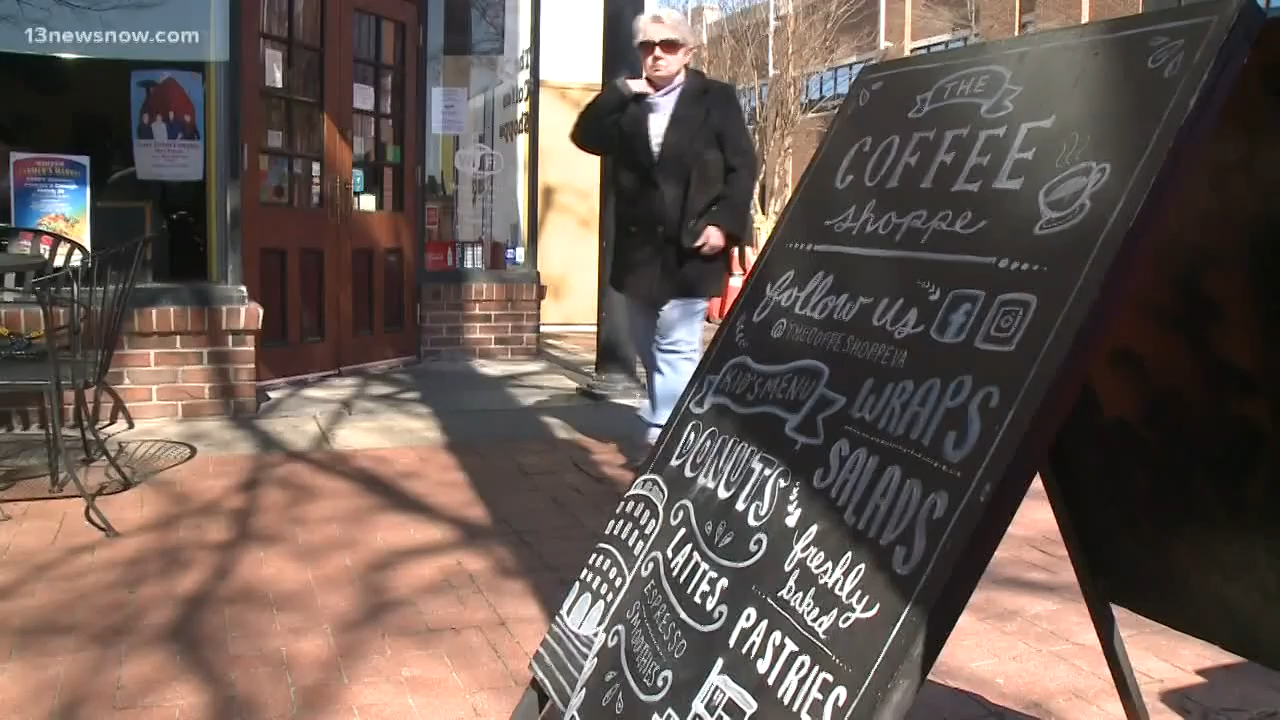 13newsnow.com
THE
COFFEE
shoppe
follow us
@THECOFFEESHOPPEVA
KID'S MENU
WRAPS
SALADS
DONUTS
LATTES
ESPRESSO
SMOOTHIES
freshly
baked
PASTRIES